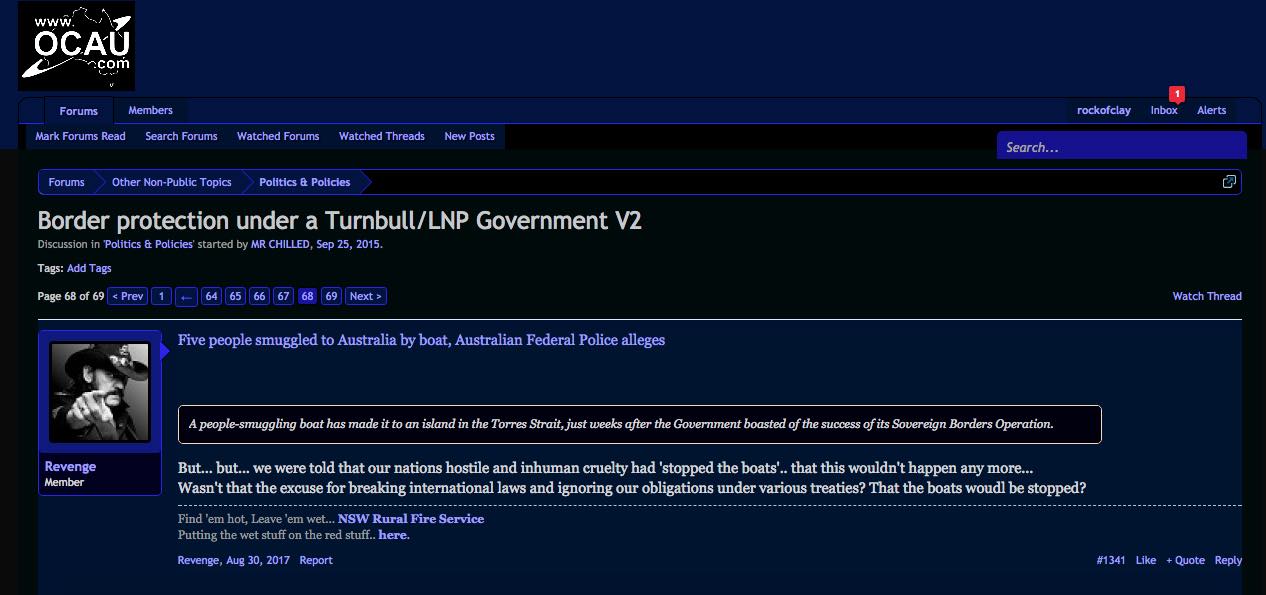 www.
OCAU
.com
Forums
Members
rockofclay
Inbox
1
Alerts
Mark Forums Read
Search Forums
Watched Forums
Watched Threads
New Posts
Search...
Forums
Other Non-Public Topics
Politics & Policies
Border protection under a Turnbull/LNP Government V2
Discussion in 'Politics & Policies' started by MR CHILLED, Sep 25, 2015.
Tags: Add Tags
Page 68 of 69 < Prev 1 ← 64 65 66 67 68 69 Next >
Watch Thread
Five people smuggled to Australia by boat, Australian Federal Police alleges
A people-smuggling boat has made it to an island in the Torres Strait, just weeks after the Government boasted of the success of its Sovereign Borders Operation.
Revenge
Member
But... but... we were told that our nations hostile and inhuman cruelty had 'stopped the boats'.. that this wouldn't happen any more...
Wasn't that the excuse for breaking international laws and ignoring our obligations under various treaties? That the boats woudl be stopped?
Find 'em hot, Leave 'em wet... NSW Rural Fire Service
Putting the wet stuff on the red stuff.. here.
Revenge, Aug 30, 2017 Report
#1341 Like + Quote Reply